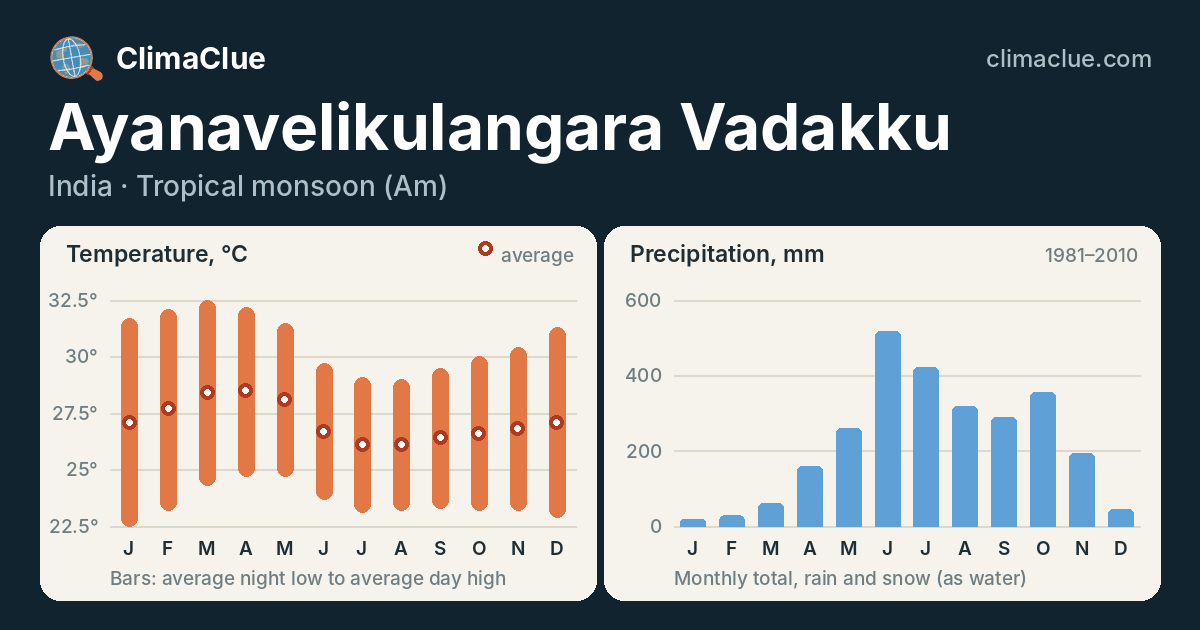 ClimaClue
climaclue.com
Ayanavelikulangara Vadakku
India · Tropical monsoon (Am)
Temperature, °C
average
32.5°
30°
27.5°
25°
22.5°
J F M A M J J A S O N D
Bars: average night low to average day high
Precipitation, mm
1981–2010
600
400
200
0
J F M A M J J A S O N D
Monthly total, rain and snow (as water)